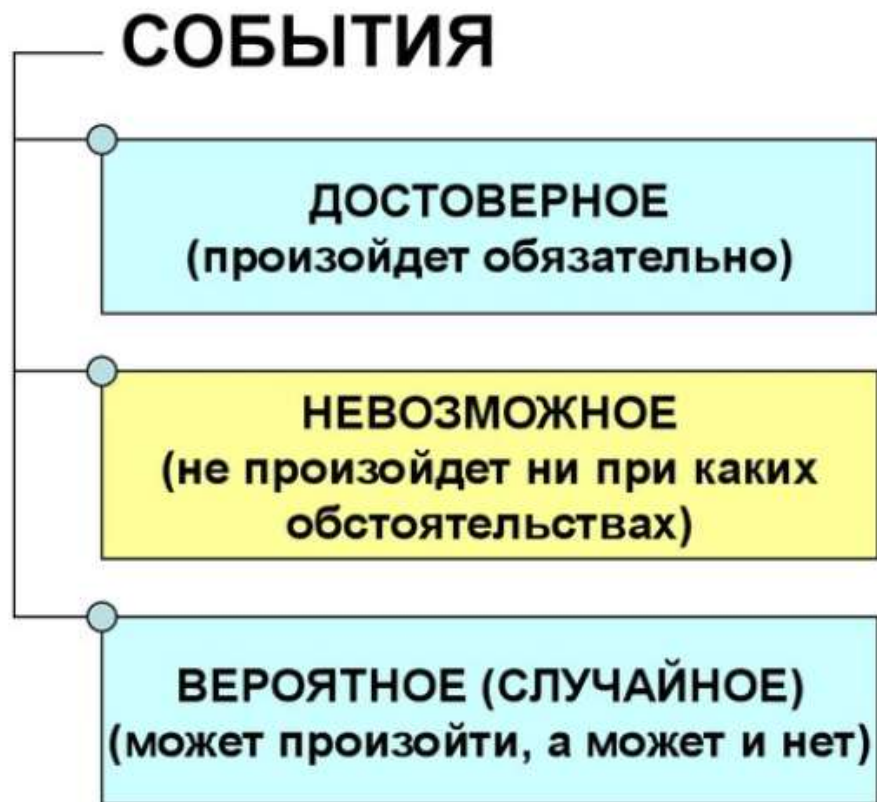 СОБЫТИЯ
ДОСТОВЕРНОЕ
(произойдет обязательно)
НЕВОЗМОЖНОЕ
(не произойдет ни при каких
обстоятельствах)
ВЕРОЯТНОЕ (СЛУЧАЙНОЕ)
(может произойти, а может и нет)